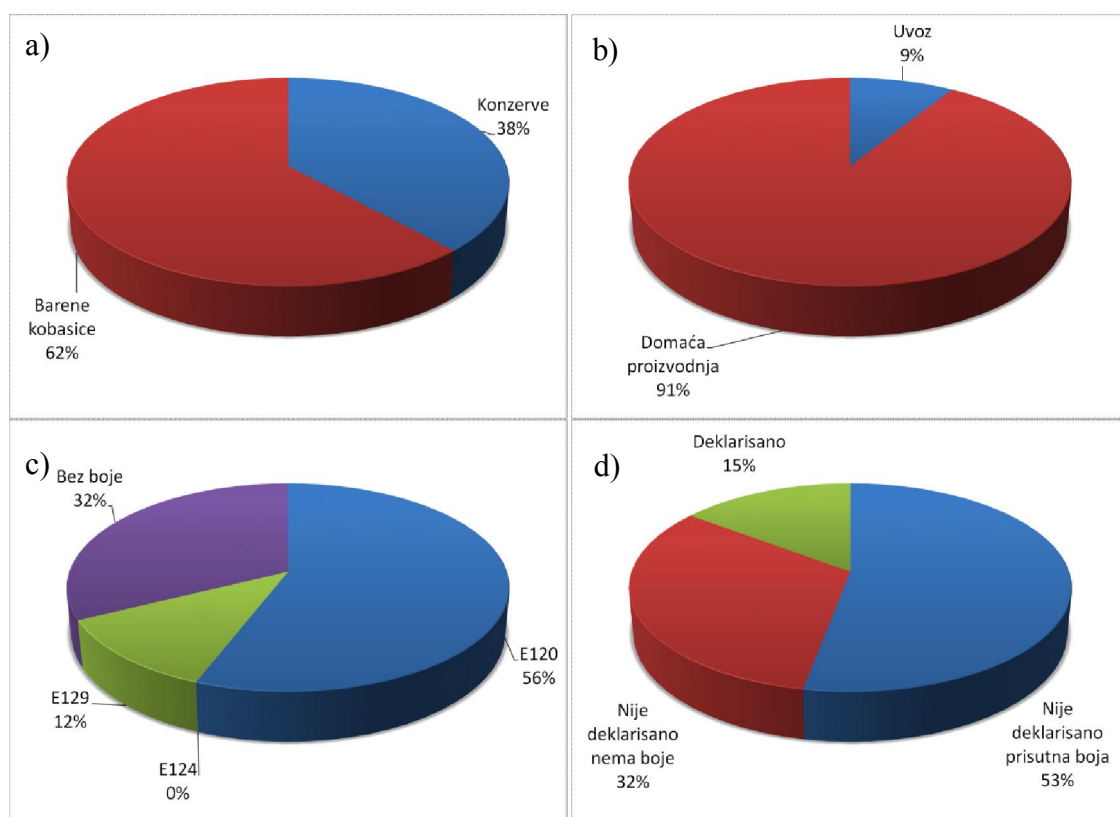 a)
Konzerve
38%
Barene
kobasice
62%
b)
Uvoz
9%
Domaća
proizvodnja
91%
c)
Bez boje
32%
E120
56%
E129
12%
E124
0%
d)
Deklarisano
15%
Nije
deklarisano
nema boje
32%
Nije
deklarisano
prisutna boja
53%